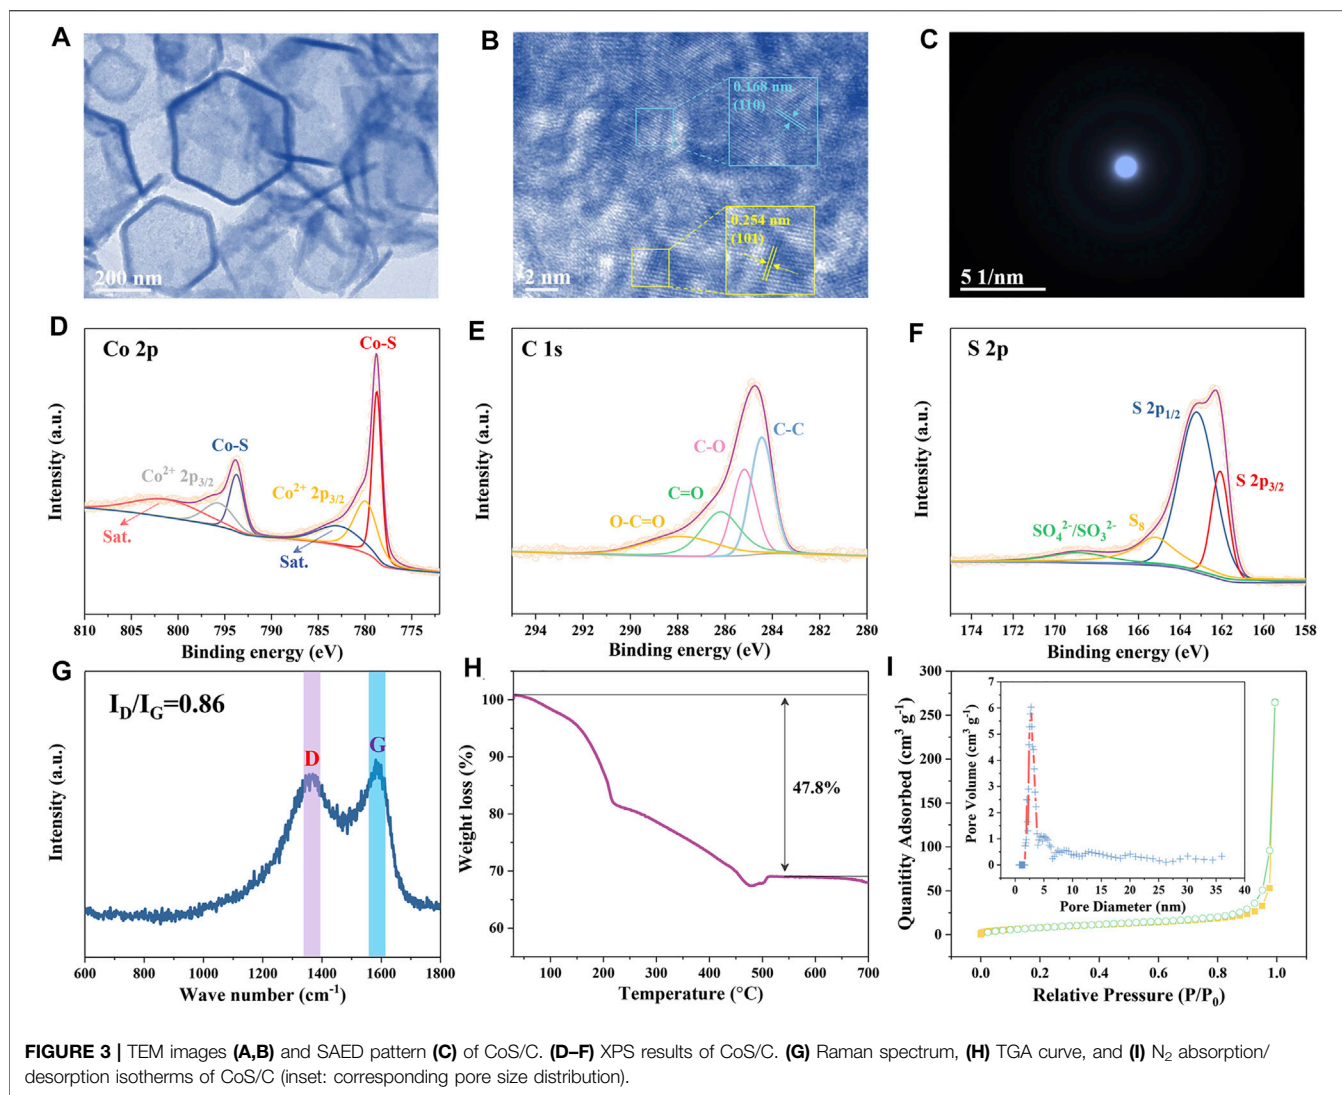 A
200 nm
B
0.168 nm
(110)
0.254 nm
(101)
2 nm
C
5 1/nm
D
Co 2p
Co-S
Co-S
Co²⁺ 2p₃/₂
Co²⁺ 2p₃/₂
Sat.
Sat.
Intensity (a.u.)
810 805 800 795 790 785 780 775
Binding energy (eV)
E
C 1s
C-C
C-O
C=O
O-C=O
Intensity (a.u.)
294 292 290 288 286 284 282 280
Binding energy (eV)
F
S 2p
S 2p₁/₂
S 2p₃/₂
S₈
SO₄²⁻/SO₃²⁻
Intensity (a.u.)
175 174 170 168 166 165 162 160 158
Binding energy (eV)
G
I_D/I_G=0.86
D
G
Intensity (a.u.)
600 800 1000 1200 1400 1600 1800
Wave number (cm⁻¹)
H
47.8%
Weight loss (%)
100
90
80
70
60
100 200 300 400 500 600 700
Temperature (°C)
I
Quanitity Adsorbed (cm³ g⁻¹)
300
250
200
150
100
50
0
0.0 0.2 0.4 0.6 0.8 1.0
Relative Pressure (P/P₀)
Pore Volume (cm³ g⁻¹)
7
6
5
4
3
2
1
0
0 5 10 15 20 25 30 35 40
Pore Diameter (nm)
FIGURE 3 | TEM images (A,B) and SAED pattern (C) of CoS/C. (D–F) XPS results of CoS/C. (G) Raman spectrum, (H) TGA curve, and (I) N₂ absorption/
desorption isotherms of CoS/C (inset: corresponding pore size distribution).